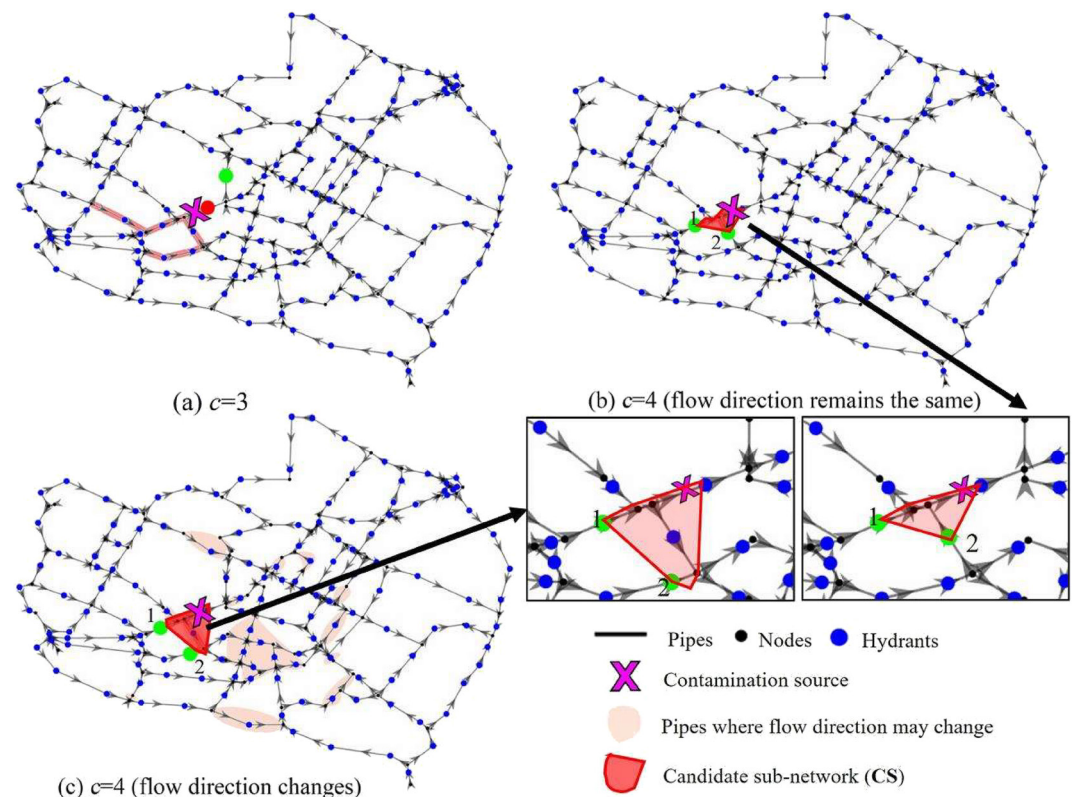 1
2
(a) c=3
(b) c=4 (flow direction remains the same)
1
2
1
2
1
2
Pipes
Nodes
Hydrants
Contamination source
Pipes where flow direction may change
Candidate sub-network (CS)
(c) c=4 (flow direction changes)